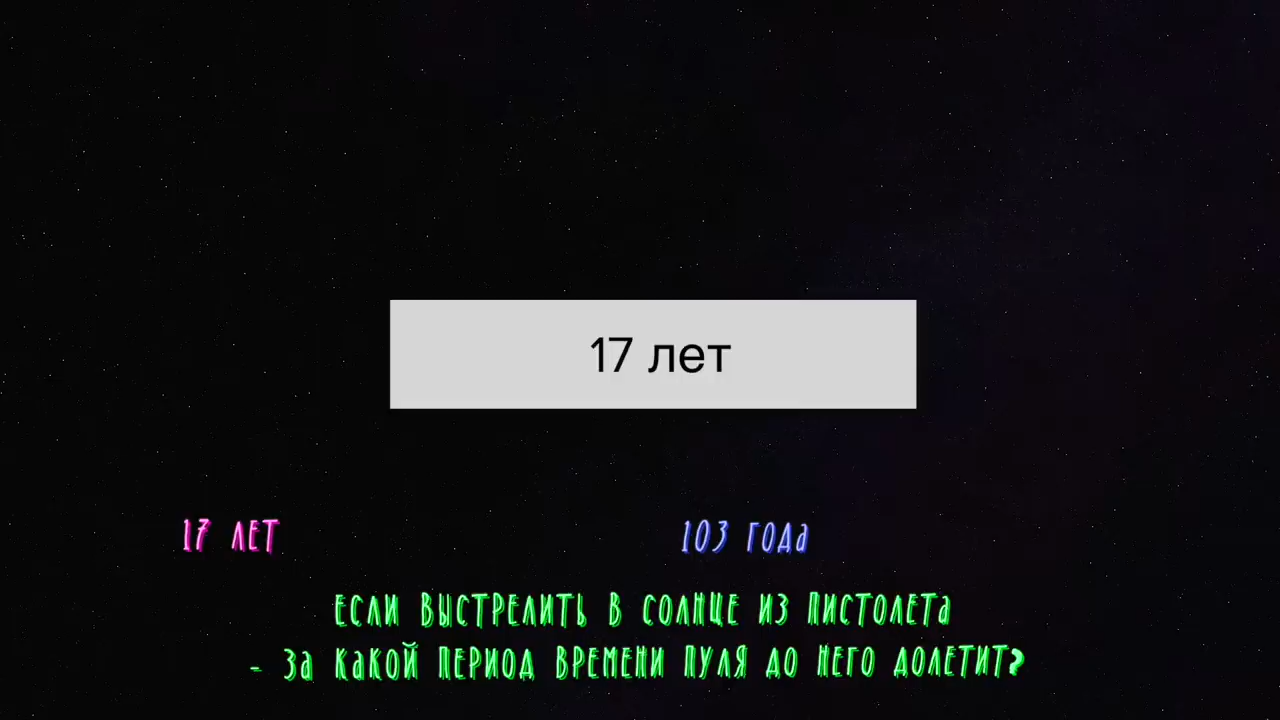 17 лет
17 ЛЕТ
103 ГОДА
ЕСЛИ ВЫСТРЕЛИТЬ В СОЛНЦЕ ИЗ ПИСТОЛЕТА
- ЗА КАКОЙ ПЕРИОД ВРЕМЕНИ ПУЛЯ ДО НЕГО ДОЛЕТИТ?